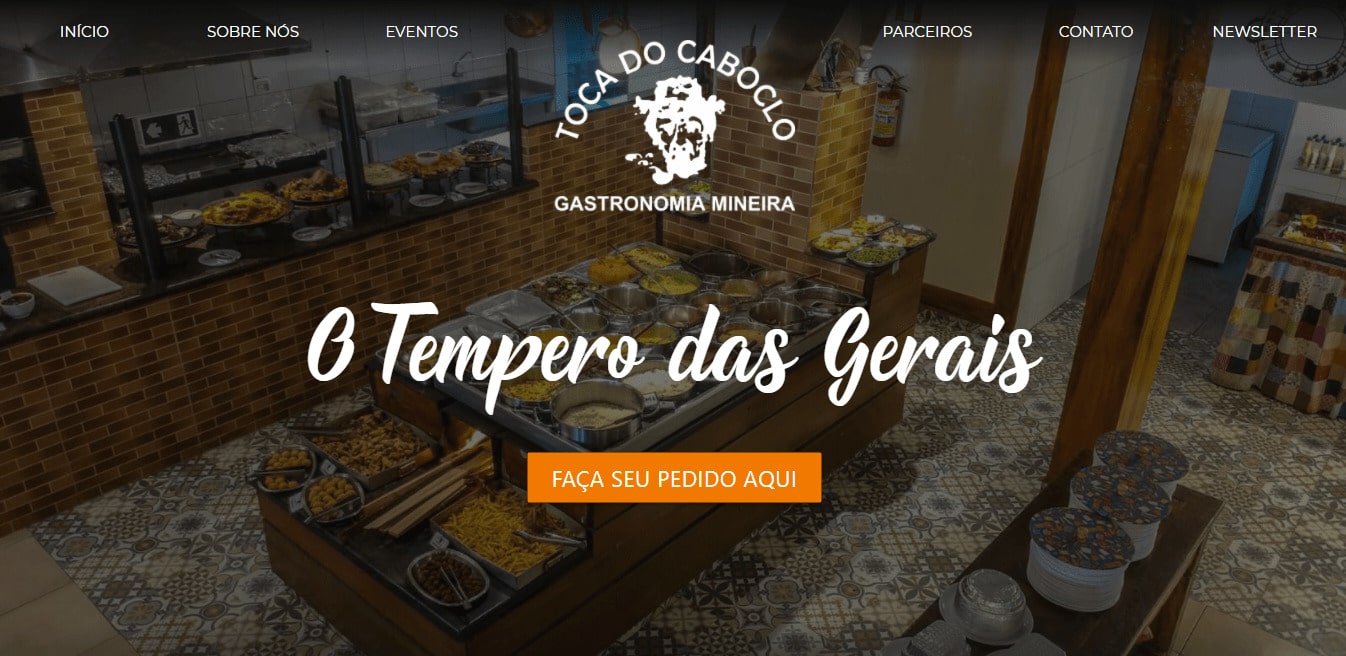 INÍCIO SOBRE NÓS EVENTOS PARCEIROS CONTATO NEWSLETTER
TOCA DO CABOCLO
GASTRONOMIA MINEIRA
O Tempero das Gerais
FAÇA SEU PEDIDO AQUI